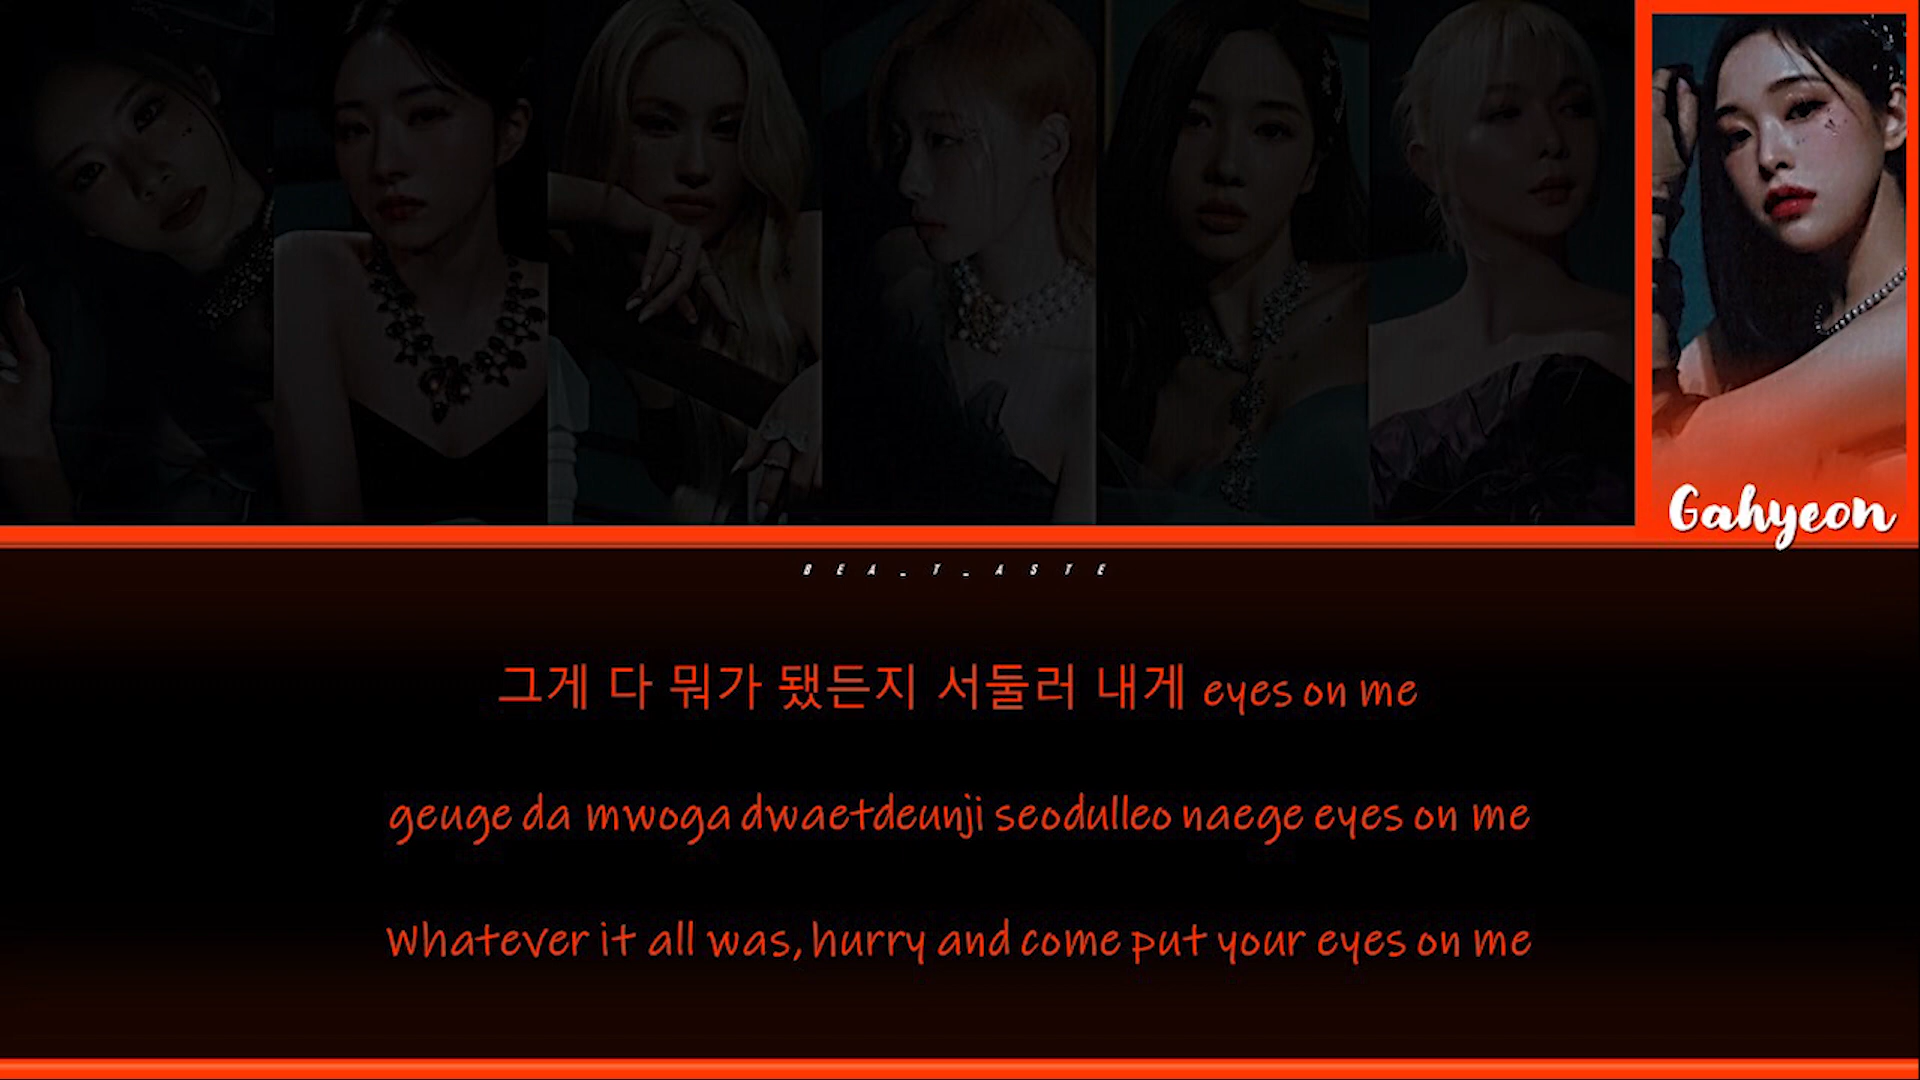 Gahyeon
BEA_T_ASTE
그게 다 뭐가 됐든지 서둘러 내게 eyes on me
geuge da mwoga dwaetdeunji seodulleo naege eyes on me
Whatever it all was, hurry and come put your eyes on me